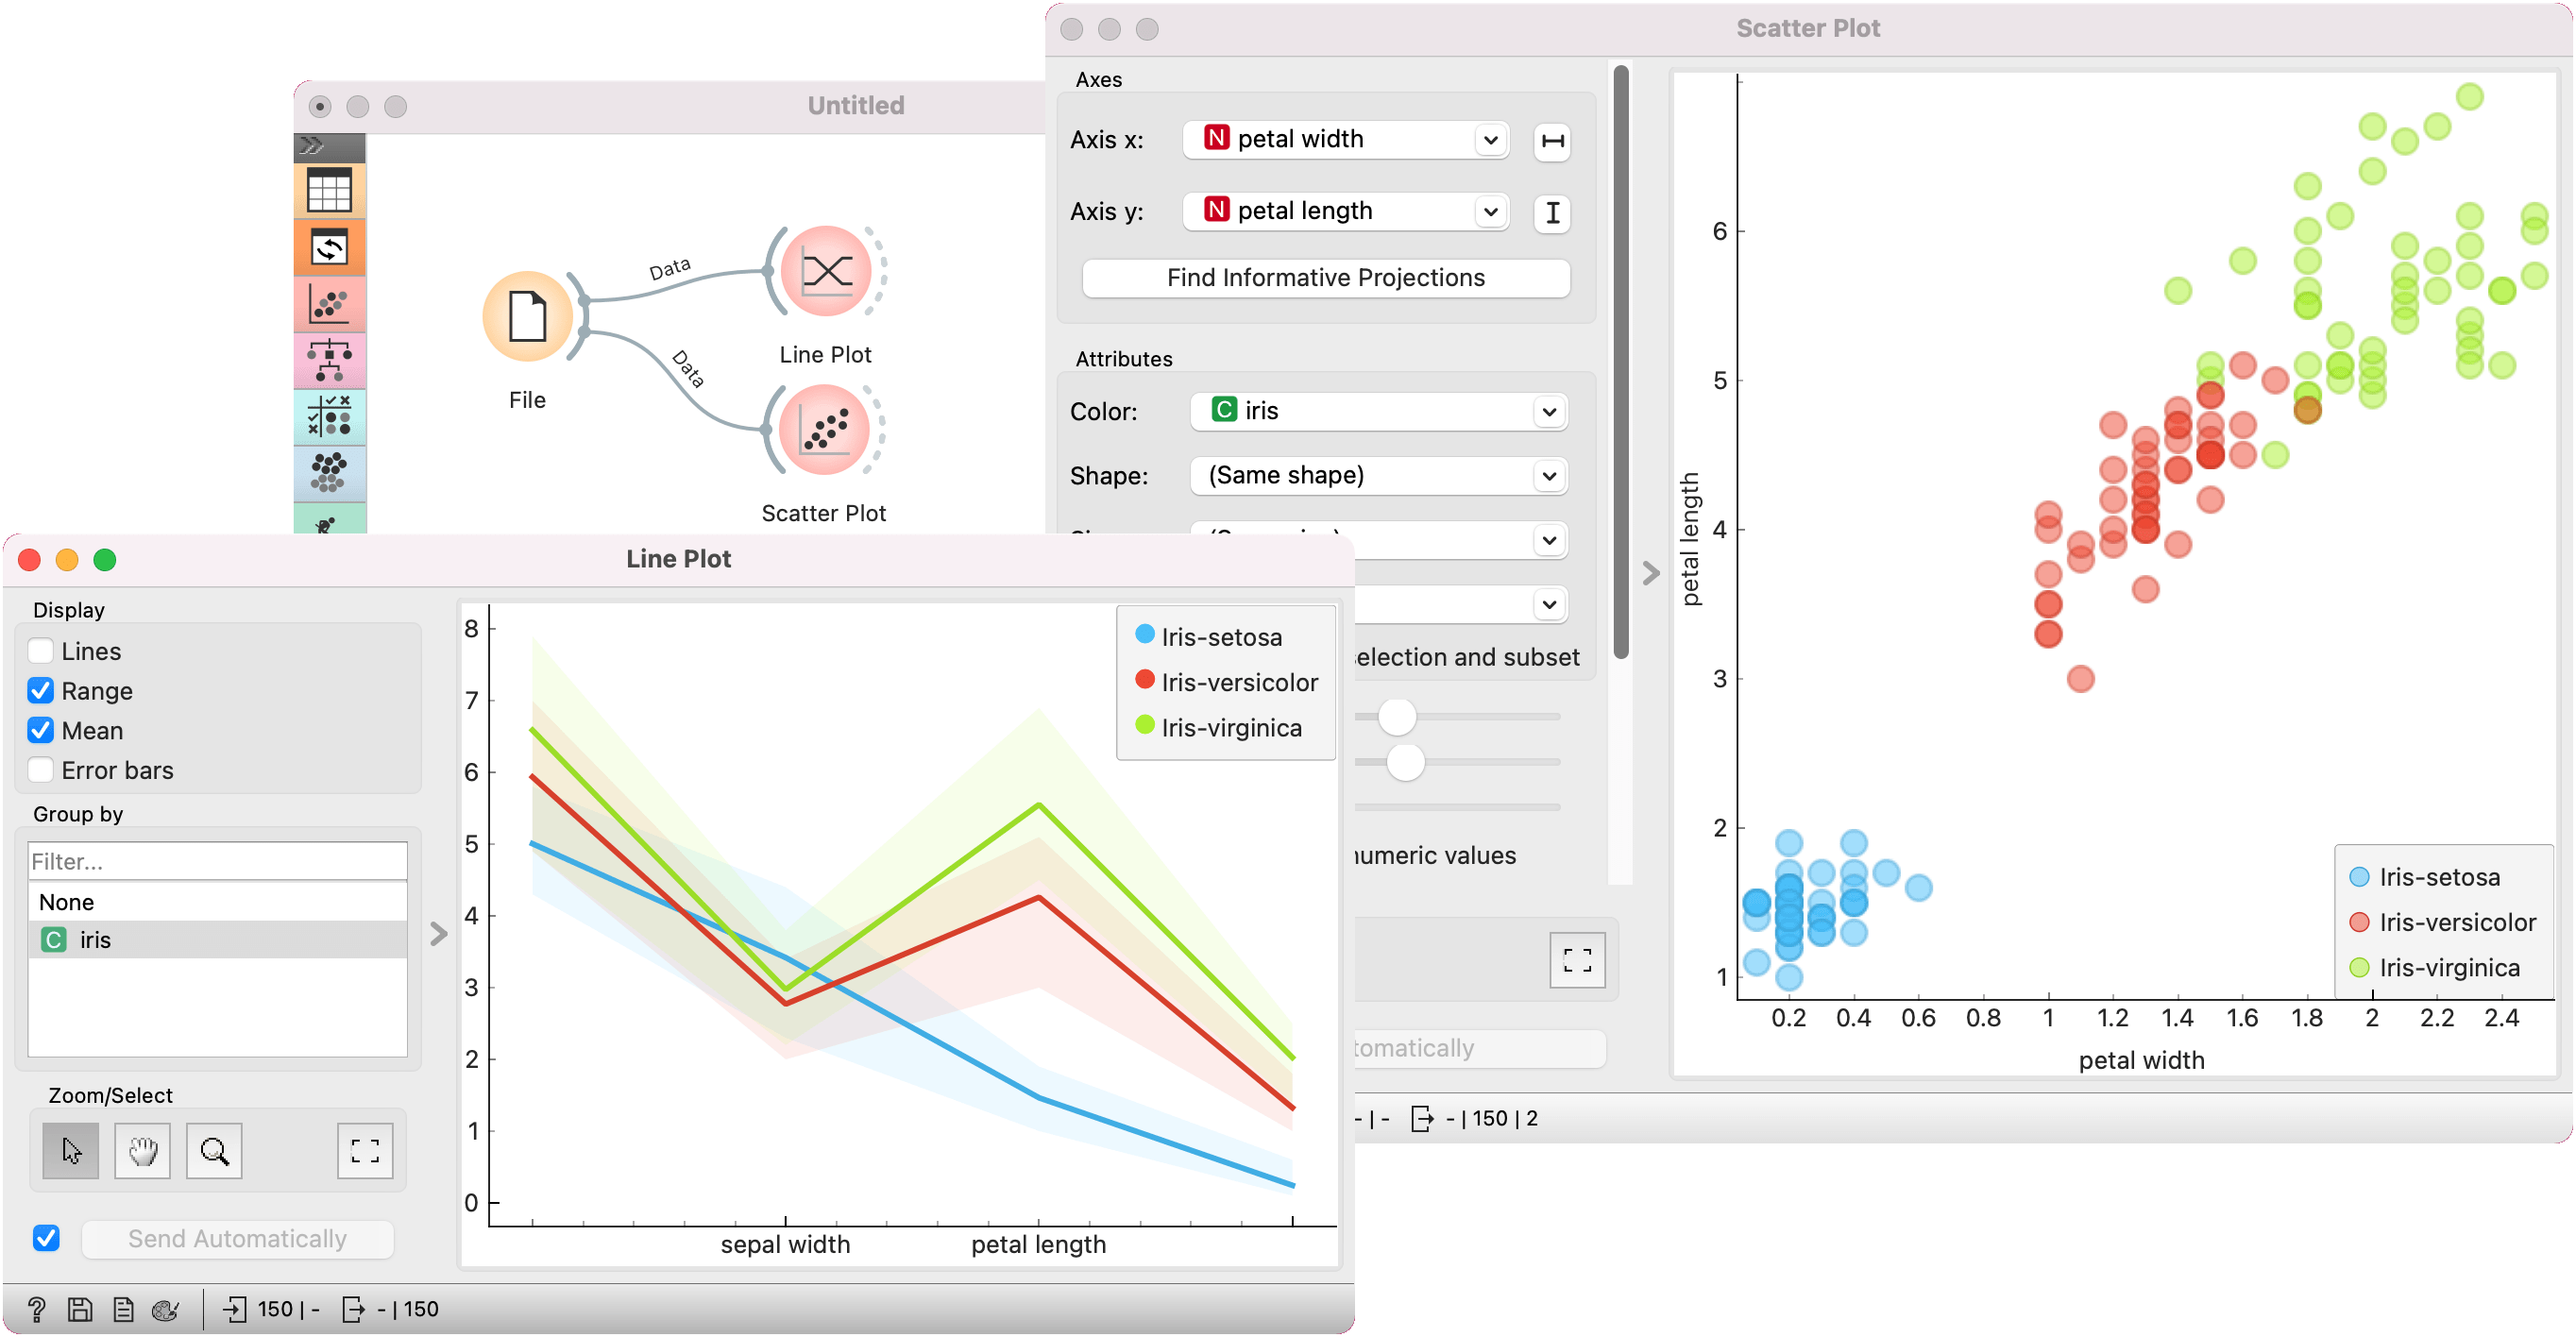 Untitled
Data
Data
File
Line Plot
Scatter Plot
Scatter Plot
Axes
Axis x:
N petal width
Axis y:
N petal length
Find Informative Projections
Attributes
Color:
C iris
Shape:
(Same shape)
selection and subset
numeric values
tomatically
- | -
- | 150 | 2
petal length
6
5
4
3
2
1
0.2 0.4 0.6 0.8 1 1.2 1.4 1.6 1.8 2 2.2 2.4
petal width
Iris-setosa
Iris-versicolor
Iris-virginica
Line Plot
Display
Lines
Range
Mean
Error bars
Group by
Filter...
None
C iris
Zoom/Select
Send Automatically
150 | -
- | 150
8
7
6
5
4
3
2
1
0
sepal width petal length
Iris-setosa
Iris-versicolor
Iris-virginica